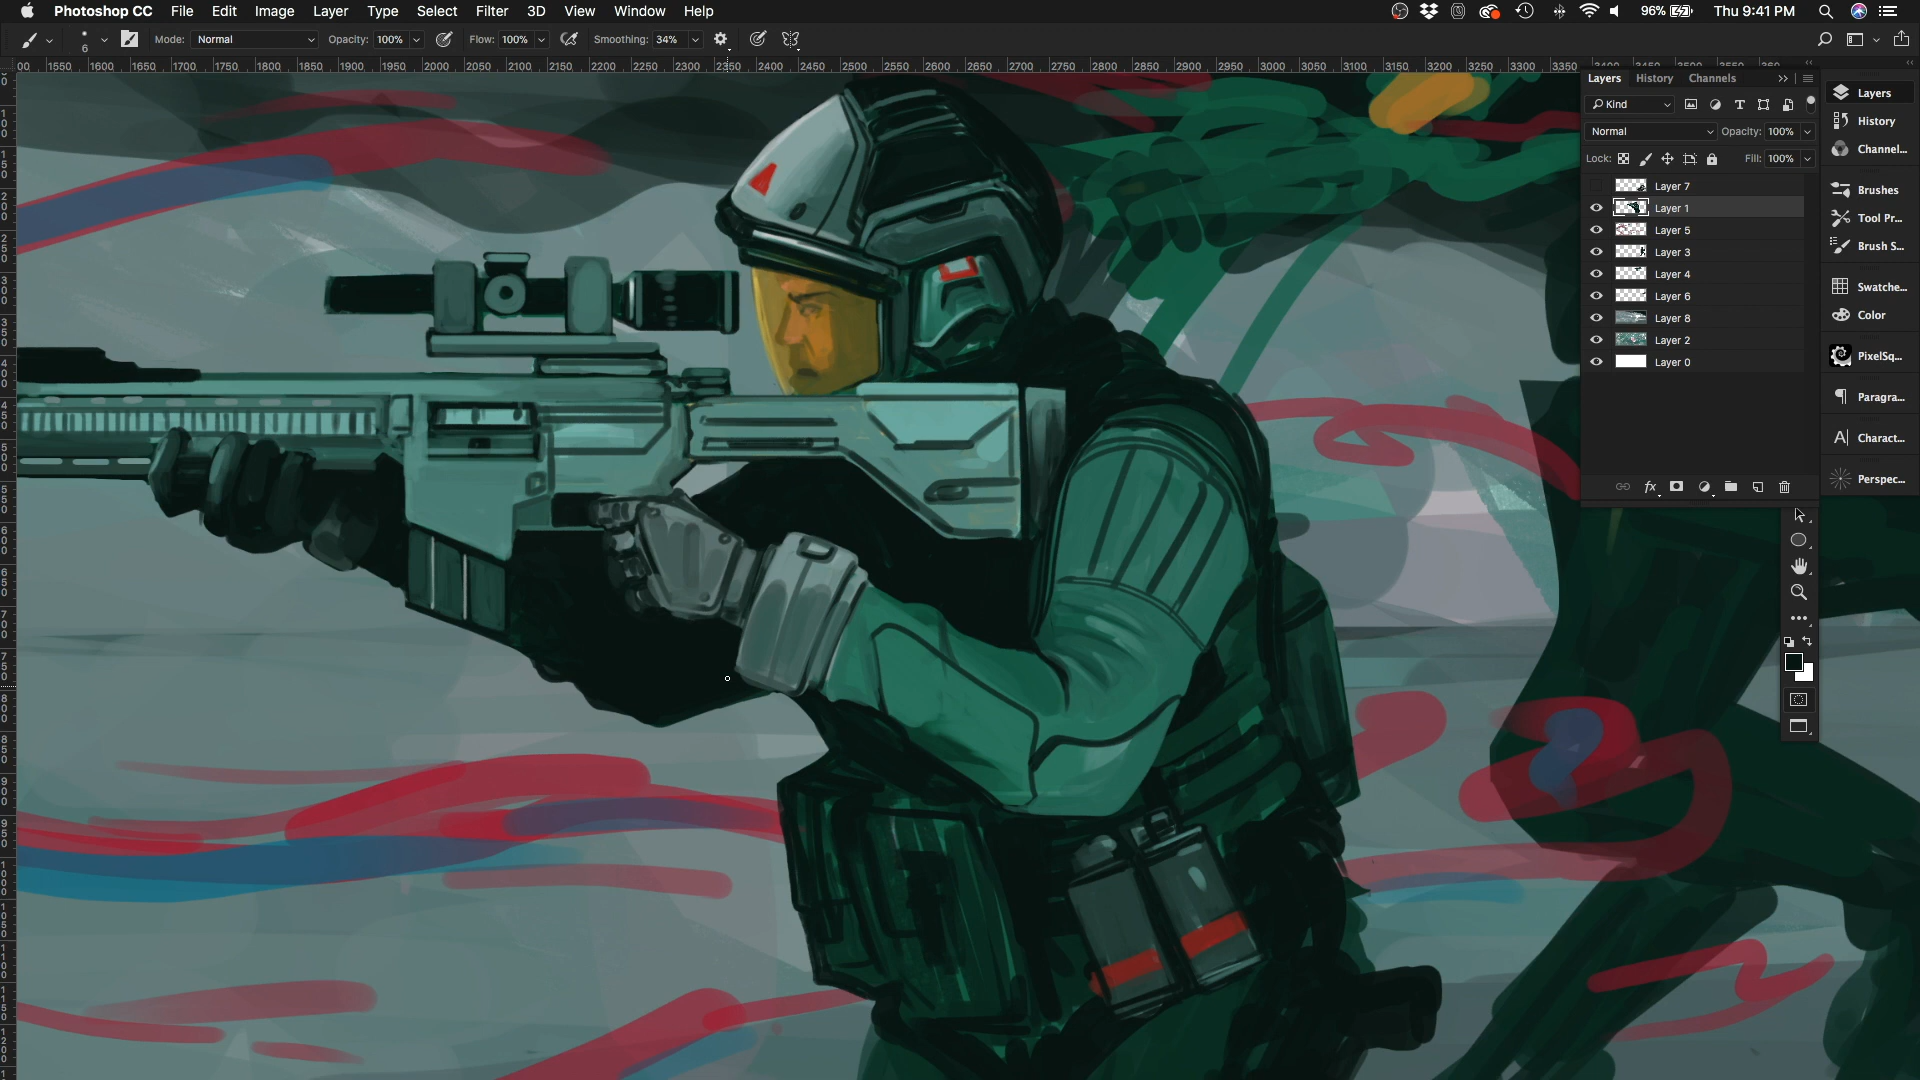 Photoshop CC File Edit Image Layer Type Select Filter 3D View Window Help 96% Thu 9:41 PM
6 Mode: Normal Opacity: 100% Flow: 100% Smoothing: 34%
00 1550 1600 1650 1700 1750 1800 1850 1900 1950 2000 2050 2100 2150 2200 2250 2300 2350 2400 2450 2500 2550 2600 2650 2700 2750 2800 2850 2900 2950 3000 3050 3100 3150 3200 3250 3300 3350
Layers History Channels
Kind
Normal Opacity: 100%
Lock: Fill: 100%
Layer 7
Layer 1
Layer 5
Layer 3
Layer 4
Layer 6
Layer 8
Layer 2
Layer 0
fx
Layers
History
Channel...
Brushes
Tool Pr...
Brush S...
Swatche...
Color
PixelSq...
Paragra...
Charact...
Perspec...